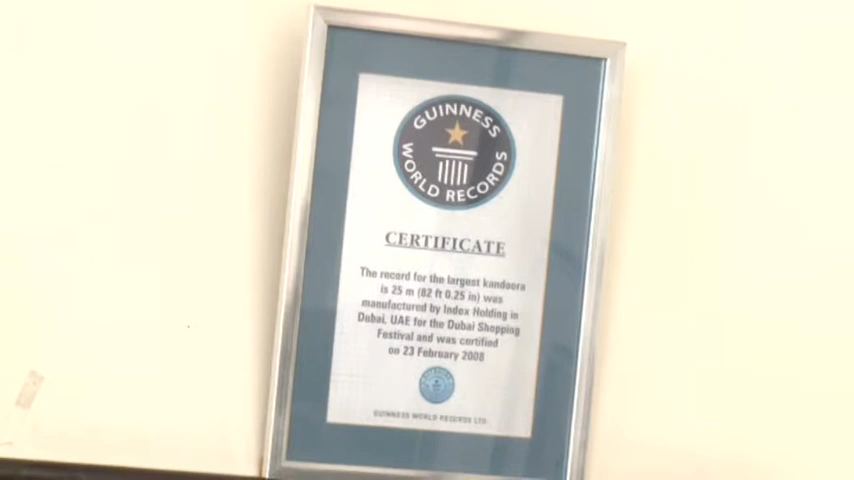 GUINNESS
WORLD RECORDS
CERTIFICATE
The record for the largest kandoora
is 25 m (82 ft 0.25 in) was
manufactured by Index Holding in
Dubai, UAE for the Dubai Shopping
Festival and was certified
on 23 February 2008
GUINNESS WORLD RECORDS LTD